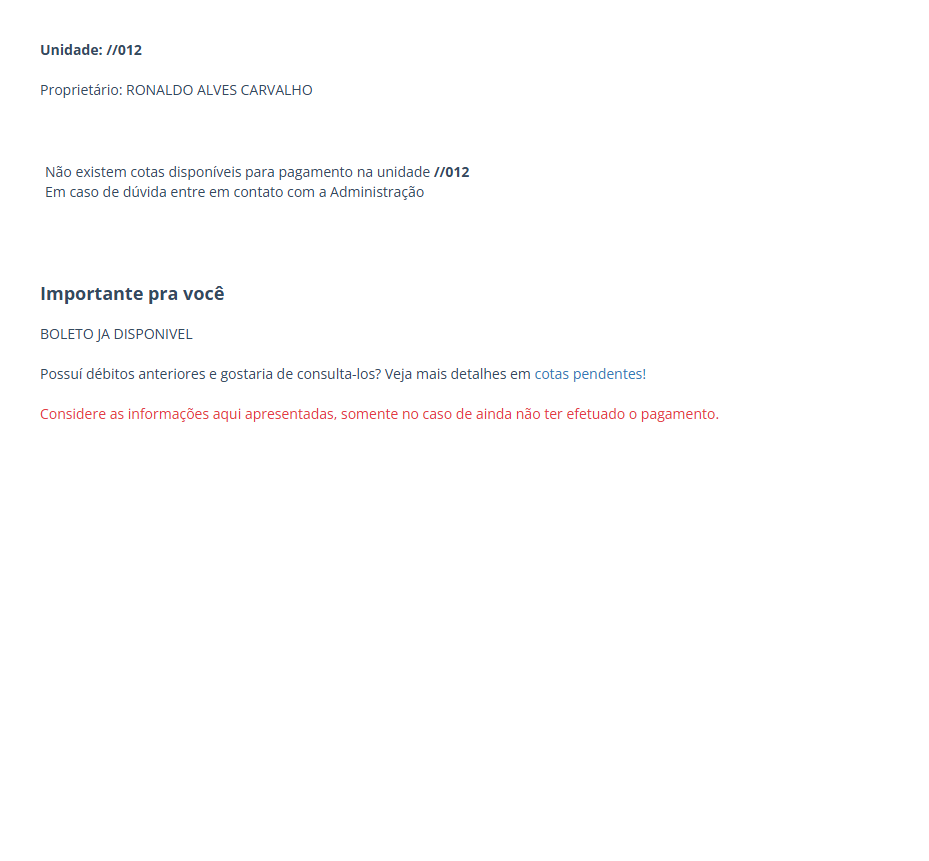 Unidade: //012
Proprietário: RONALDO ALVES CARVALHO
Não existem cotas disponíveis para pagamento na unidade //012
Em caso de dúvida entre em contato com a Administração
Importante pra você
BOLETO JA DISPONIVEL
Possuí débitos anteriores e gostaria de consulta-los? Veja mais detalhes em cotas pendentes!
Considere as informações aqui apresentadas, somente no caso de ainda não ter efetuado o pagamento.